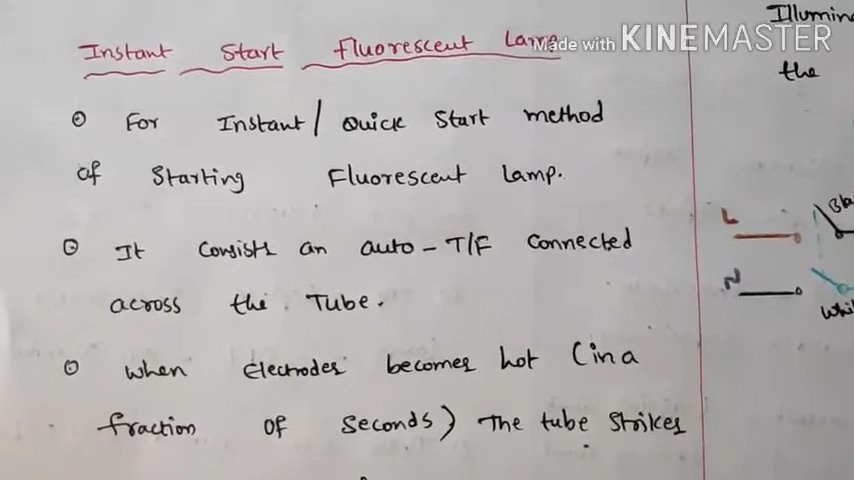 Instant Start Fluorescent Lamp
Made with KINEMASTER
⊙ For Instant/Quick Start method
of Starting Fluorescent Lamp.
⊙ It Consists an auto-T/F Connected
across the Tube.
⊙ when Electrodes becomes hot (in a
fraction of Seconds) The tube Strikes
Illumin
the
L
N